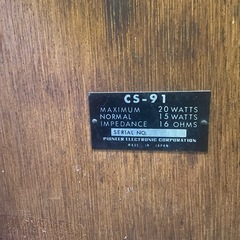 CS-91
MAXIMUM 20 WATTS
NORMAL 15 WATTS
IMPEDANCE 16 OHMS
SERIAL NO.
PIONEER ELECTRONIC CORPORATION
MADE IN JAPAN